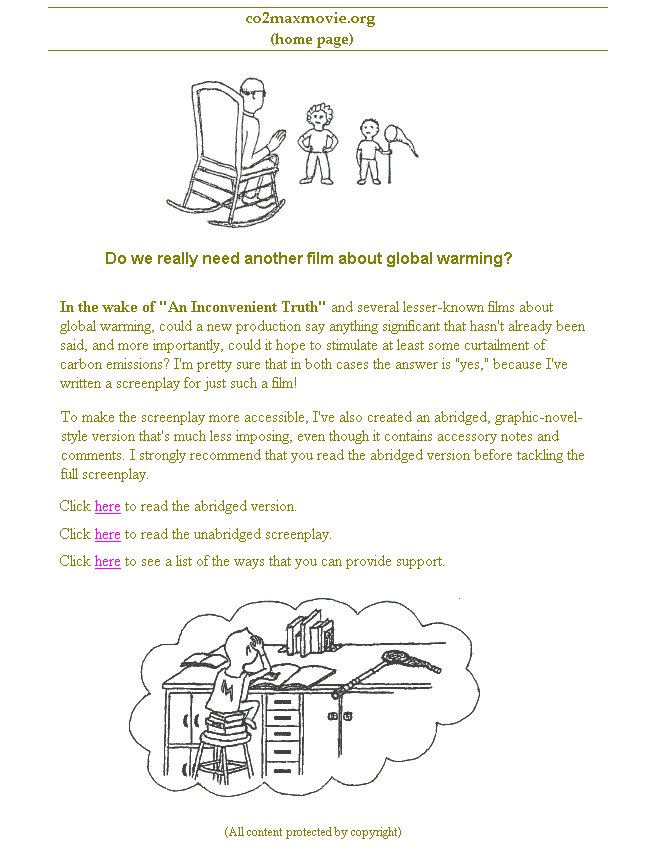 co2maxmovie.org
(home page)
Do we really need another film about global warming?
In the wake of "An Inconvenient Truth" and several lesser-known films about
global warming, could a new production say anything significant that hasn't already been
said, and more importantly, could it hope to stimulate at least some curtailment of
carbon emissions? I'm pretty sure that in both cases the answer is "yes," because I've
written a screenplay for just such a film!
To make the screenplay more accessible, I've also created an abridged, graphic-novel-
style version that's much less imposing, even though it contains accessory notes and
comments. I strongly recommend that you read the abridged version before tackling the
full screenplay.
Click here to read the abridged version.
Click here to read the unabridged screenplay.
Click here to see a list of the ways that you can provide support.
M
(All content protected by copyright)